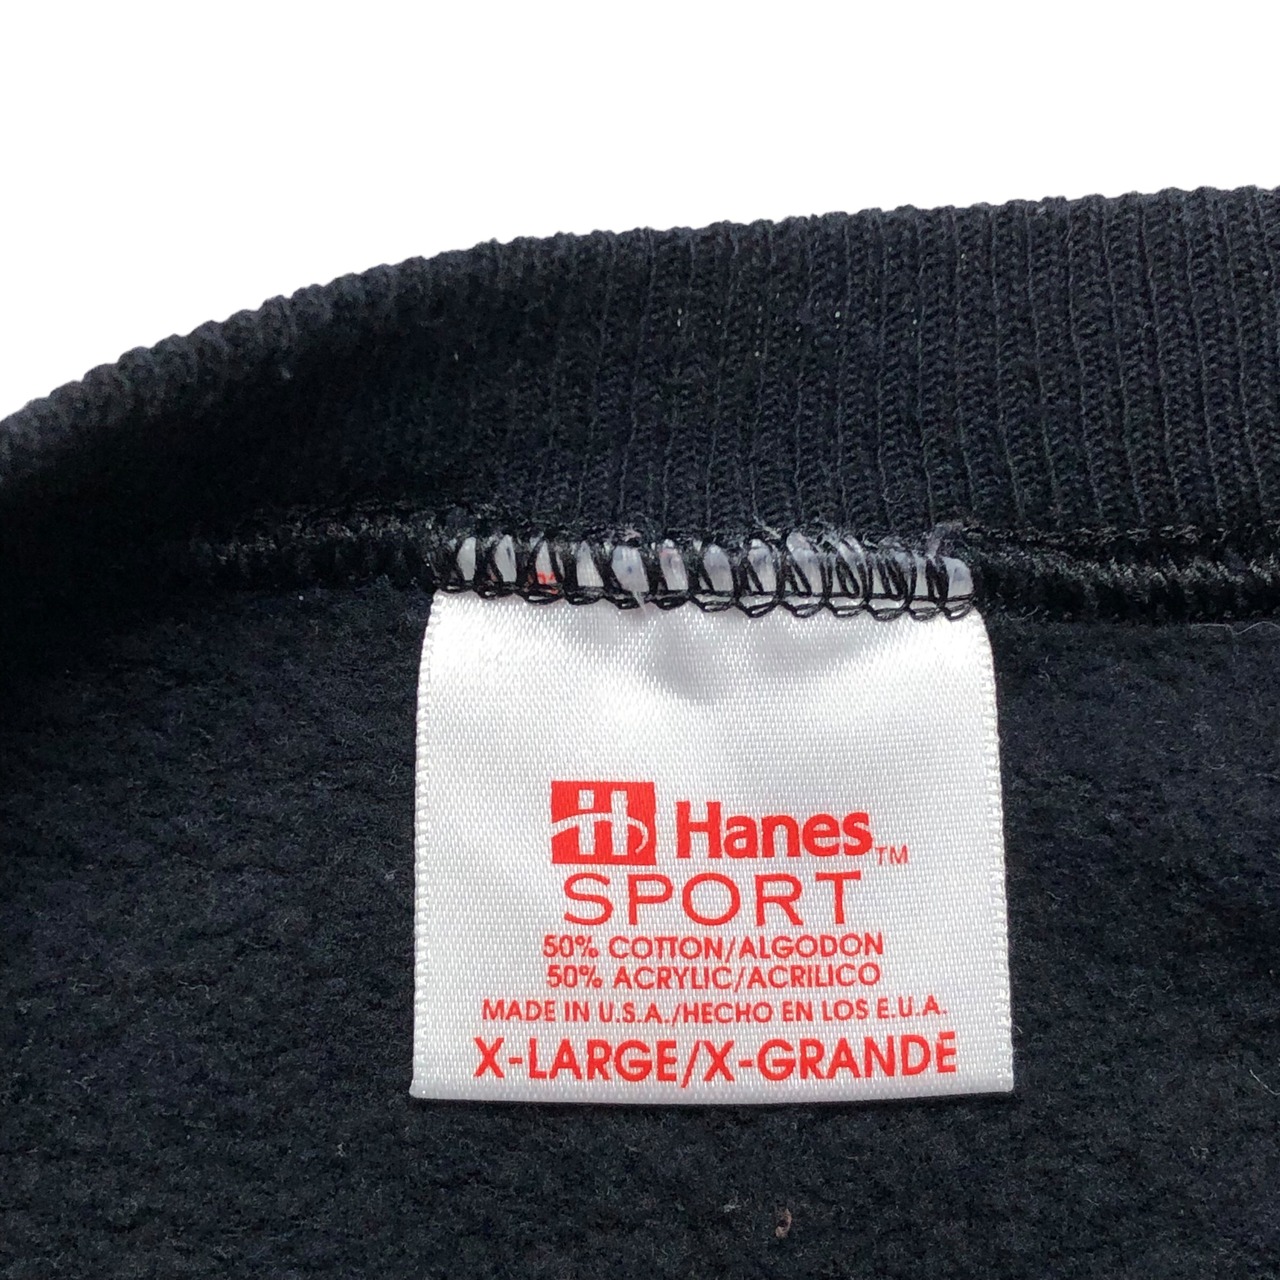 H Hanes™
SPORT
50% COTTON/ALGODON
50% ACRYLIC/ACRILICO
MADE IN U.S.A./HECHO EN LOS E.U.A.
X-LARGE/X-GRANDE